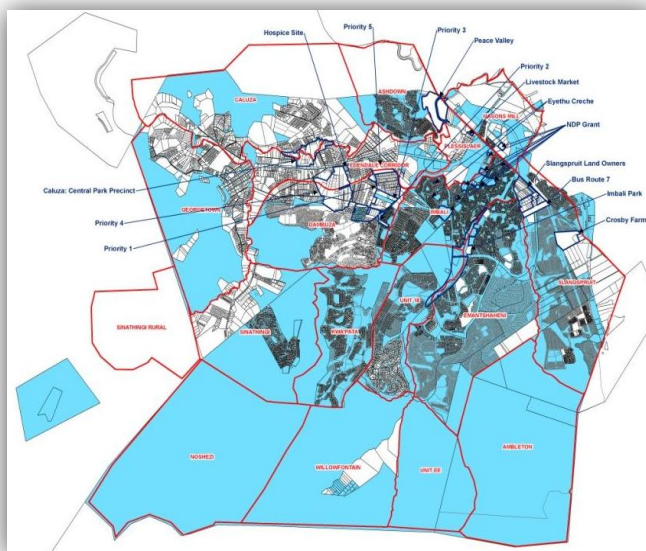 Priority 5
Priority 3
Hospice Site
Peace Valley
Priority 2
Livestock Market
Eyethu Creche
NDP Grant
Slangspruit Land Owners
Bus Route 7
Imbali Park
Crosby Farm
Caluza: Central Park Precinct
Priority 4
Priority 1
CALUZA
ASHDOWN
MASONS MILL
PLESSISLAER
EDENDALE CORRIDOR
GEORGETOWN
DAMBUZA
IMBALI
SLANGSPRUIT
UNIT 18
EMANTSHAHENI
SINATHINGI RURAL
SINATHINGI
KWAPATA
NOSHEZI
WILLOWFONTAIN
UNIT EE
AMBLETON